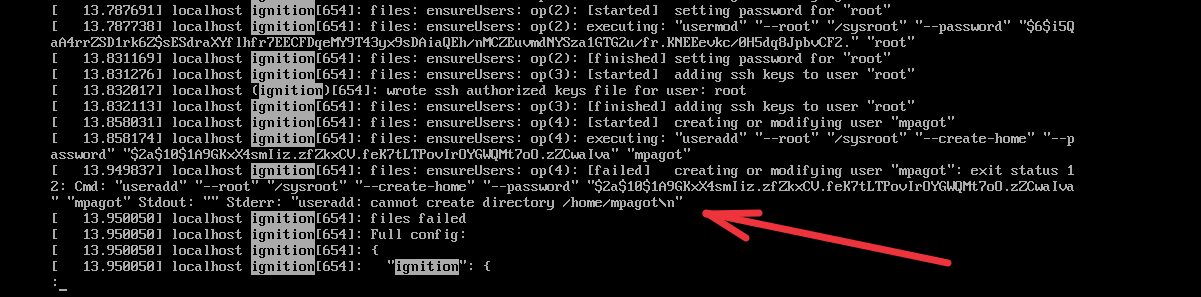 [   13.787691] localhost ignition[654]: files: ensureUsers: op(2): [started]  setting password for "root"
[   13.787738] localhost ignition[654]: files: ensureUsers: op(2): executing: "usermod" "--root" "/sysroot" "--password" "$6$i5Q
aA4rrZSD1rk6Z$sESdraXYflhfr7EECFDqeMY9T43yx9sDAiaQEh/nMCZEuvmdNYSza1GTG2u/fr.KNEEevkc/0H5dq8JpbvCF2." "root"
[   13.831169] localhost ignition[654]: files: ensureUsers: op(2): [finished] setting password for "root"
[   13.831276] localhost ignition[654]: files: ensureUsers: op(3): [started]  adding ssh keys to user "root"
[   13.832017] localhost (ignition)[654]: wrote ssh authorized keys file for user: root
[   13.832113] localhost ignition[654]: files: ensureUsers: op(3): [finished] adding ssh keys to user "root"
[   13.858031] localhost ignition[654]: files: ensureUsers: op(4): [started]  creating or modifying user "mpagot"
[   13.858174] localhost ignition[654]: files: ensureUsers: op(4): executing: "useradd" "--root" "/sysroot" "--create-home" "--p
assword" "$2a$10$1A9GKxX4smIiz.zfZkxCV.feK7tLTPovIrOYGWQMt7oO.zZCwaIva" "mpagot"
[   13.949837] localhost ignition[654]: files: ensureUsers: op(4): [failed]   creating or modifying user "mpagot": exit status 1
2: Cmd: "useradd" "--root" "/sysroot" "--create-home" "--password" "$2a$10$1A9GKxX4smIiz.zfZkxCV.feK7tLTPovIrOYGWQMt7oO.zZCwaIva
" "mpagot" Stdout: "" Stderr: "useradd: cannot create directory /home/mpagot\n"
[   13.950050] localhost ignition[654]: files failed
[   13.950050] localhost ignition[654]: Full config:
[   13.950050] localhost ignition[654]: {
[   13.950050] localhost ignition[654]:   "ignition": {
:_